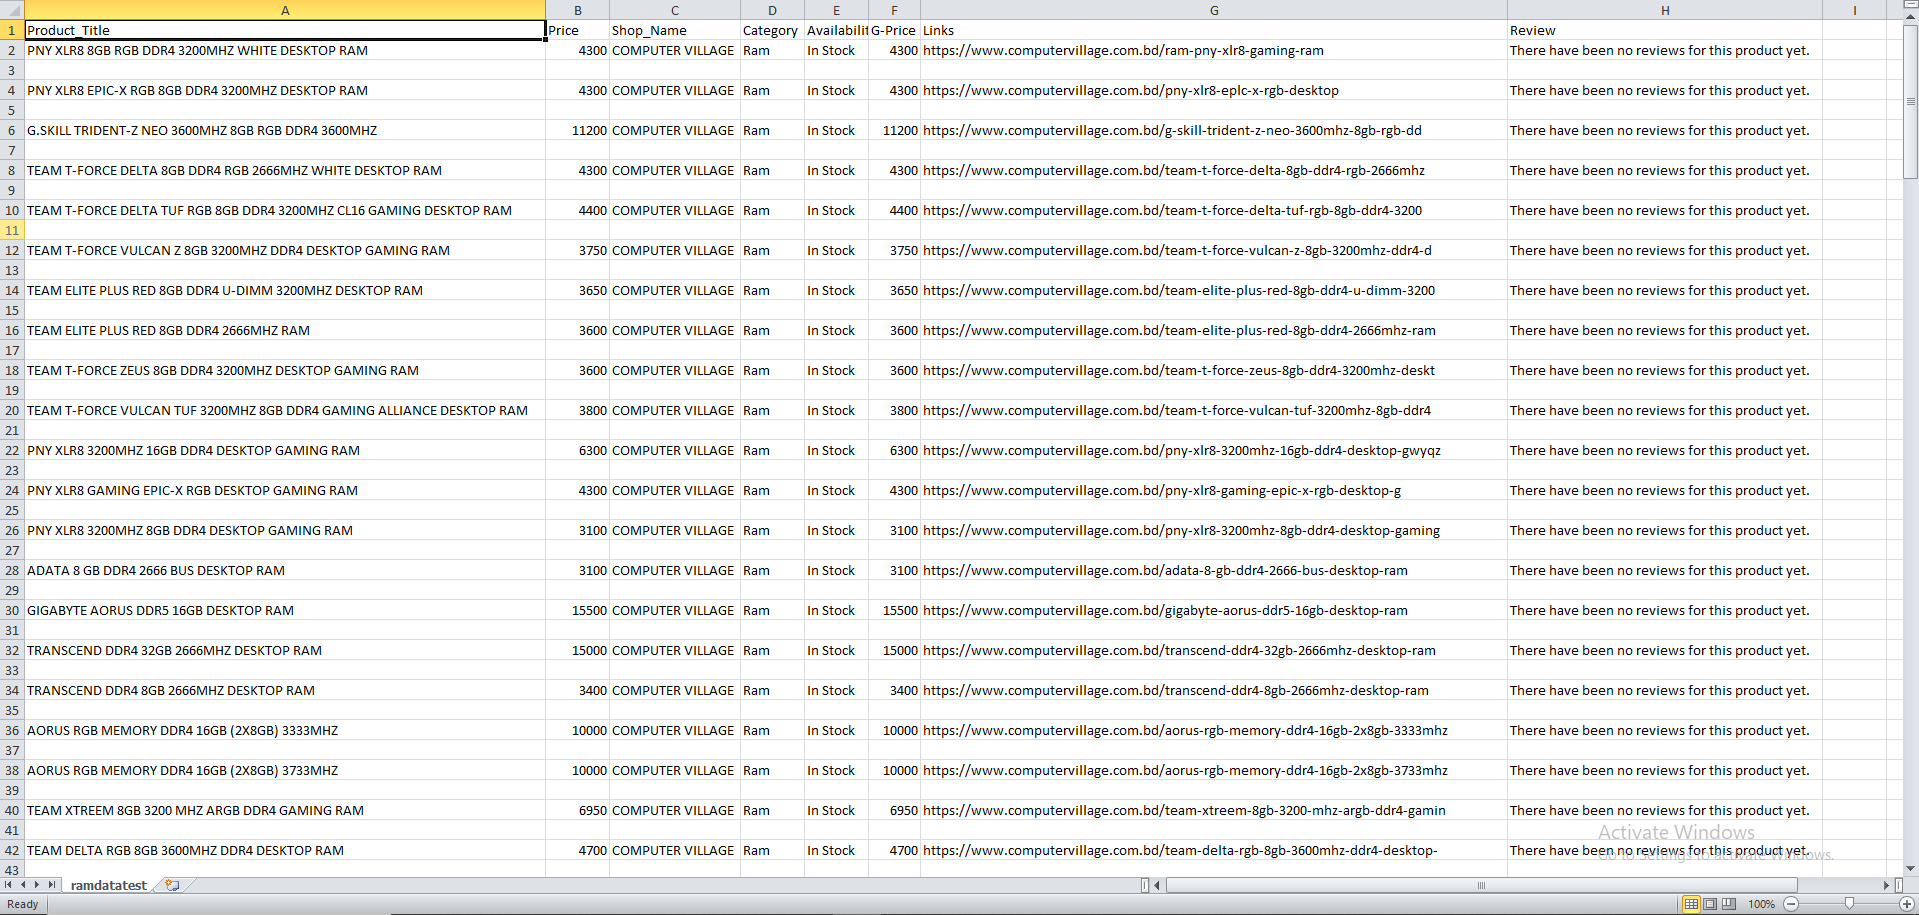 A B C D E F G H I
1 Product_Title Price Shop_Name Category Availabilit G-Price Links Review
2 PNY XLR8 8GB RGB DDR4 3200MHZ WHITE DESKTOP RAM 4300 COMPUTER VILLAGE Ram In Stock 4300 https://www.computervillage.com.bd/ram-pny-xlr8-gaming-ram There have been no reviews for this product yet.
3
4 PNY XLR8 EPIC-X RGB 8GB DDR4 3200MHZ DESKTOP RAM 4300 COMPUTER VILLAGE Ram In Stock 4300 https://www.computervillage.com.bd/pny-xlr8-eplc-x-rgb-desktop There have been no reviews for this product yet.
5
6 G.SKILL TRIDENT-Z NEO 3600MHZ 8GB RGB DDR4 3600MHZ 11200 COMPUTER VILLAGE Ram In Stock 11200 https://www.computervillage.com.bd/g-skill-trident-z-neo-3600mhz-8gb-rgb-dd There have been no reviews for this product yet.
7
8 TEAM T-FORCE DELTA 8GB DDR4 RGB 2666MHZ WHITE DESKTOP RAM 4300 COMPUTER VILLAGE Ram In Stock 4300 https://www.computervillage.com.bd/team-t-force-delta-8gb-ddr4-rgb-2666mhz There have been no reviews for this product yet.
9
10 TEAM T-FORCE DELTA TUF RGB 8GB DDR4 3200MHZ CL16 GAMING DESKTOP RAM 4400 COMPUTER VILLAGE Ram In Stock 4400 https://www.computervillage.com.bd/team-t-force-delta-tuf-rgb-8gb-ddr4-3200 There have been no reviews for this product yet.
11
12 TEAM T-FORCE VULCAN Z 8GB 3200MHZ DDR4 DESKTOP GAMING RAM 3750 COMPUTER VILLAGE Ram In Stock 3750 https://www.computervillage.com.bd/team-t-force-vulcan-z-8gb-3200mhz-ddr4-d There have been no reviews for this product yet.
13
14 TEAM ELITE PLUS RED 8GB DDR4 U-DIMM 3200MHZ DESKTOP RAM 3650 COMPUTER VILLAGE Ram In Stock 3650 https://www.computervillage.com.bd/team-elite-plus-red-8gb-ddr4-u-dimm-3200 There have been no reviews for this product yet.
15
16 TEAM ELITE PLUS RED 8GB DDR4 2666MHZ RAM 3600 COMPUTER VILLAGE Ram In Stock 3600 https://www.computervillage.com.bd/team-elite-plus-red-8gb-ddr4-2666mhz-ram There have been no reviews for this product yet.
17
18 TEAM T-FORCE ZEUS 8GB DDR4 3200MHZ DESKTOP GAMING RAM 3600 COMPUTER VILLAGE Ram In Stock 3600 https://www.computervillage.com.bd/team-t-force-zeus-8gb-ddr4-3200mhz-deskt There have been no reviews for this product yet.
19
20 TEAM T-FORCE VULCAN TUF 3200MHZ 8GB DDR4 GAMING ALLIANCE DESKTOP RAM 3800 COMPUTER VILLAGE Ram In Stock 3800 https://www.computervillage.com.bd/team-t-force-vulcan-tuf-3200mhz-8gb-ddr4 There have been no reviews for this product yet.
21
22 PNY XLR8 3200MHZ 16GB DDR4 DESKTOP GAMING RAM 6300 COMPUTER VILLAGE Ram In Stock 6300 https://www.computervillage.com.bd/pny-xlr8-3200mhz-16gb-ddr4-desktop-gwyqz There have been no reviews for this product yet.
23
24 PNY XLR8 GAMING EPIC-X RGB DESKTOP GAMING RAM 4300 COMPUTER VILLAGE Ram In Stock 4300 https://www.computervillage.com.bd/pny-xlr8-gaming-epic-x-rgb-desktop-g There have been no reviews for this product yet.
25
26 PNY XLR8 3200MHZ 8GB DDR4 DESKTOP GAMING RAM 3100 COMPUTER VILLAGE Ram In Stock 3100 https://www.computervillage.com.bd/pny-xlr8-3200mhz-8gb-ddr4-desktop-gaming There have been no reviews for this product yet.
27
28 ADATA 8 GB DDR4 2666 BUS DESKTOP RAM 3100 COMPUTER VILLAGE Ram In Stock 3100 https://www.computervillage.com.bd/adata-8-gb-ddr4-2666-bus-desktop-ram There have been no reviews for this product yet.
29
30 GIGABYTE AORUS DDR5 16GB DESKTOP RAM 15500 COMPUTER VILLAGE Ram In Stock 15500 https://www.computervillage.com.bd/gigabyte-aorus-ddr5-16gb-desktop-ram There have been no reviews for this product yet.
31
32 TRANSCEND DDR4 32GB 2666MHZ DESKTOP RAM 15000 COMPUTER VILLAGE Ram In Stock 15000 https://www.computervillage.com.bd/transcend-ddr4-32gb-2666mhz-desktop-ram There have been no reviews for this product yet.
33
34 TRANSCEND DDR4 8GB 2666MHZ DESKTOP RAM 3400 COMPUTER VILLAGE Ram In Stock 3400 https://www.computervillage.com.bd/transcend-ddr4-8gb-2666mhz-desktop-ram There have been no reviews for this product yet.
35
36 AORUS RGB MEMORY DDR4 16GB (2X8GB) 3333MHZ 10000 COMPUTER VILLAGE Ram In Stock 10000 https://www.computervillage.com.bd/aorus-rgb-memory-ddr4-16gb-2x8gb-3333mhz There have been no reviews for this product yet.
37
38 AORUS RGB MEMORY DDR4 16GB (2X8GB) 3733MHZ 10000 COMPUTER VILLAGE Ram In Stock 10000 https://www.computervillage.com.bd/aorus-rgb-memory-ddr4-16gb-2x8gb-3733mhz There have been no reviews for this product yet.
39
40 TEAM XTREEM 8GB 3200 MHZ ARGB DDR4 GAMING RAM 6950 COMPUTER VILLAGE Ram In Stock 6950 https://www.computervillage.com.bd/team-xtreem-8gb-3200-mhz-argb-ddr4-gamin There have been no reviews for this product yet.
41
Activate Windows
42 TEAM DELTA RGB 8GB 3600MHZ DDR4 DESKTOP RAM 4700 COMPUTER VILLAGE Ram In Stock 4700 https://www.computervillage.com.bd/team-delta-rgb-8gb-3600mhz-ddr4-desktop- There have been no reviews for this product yet.
Go to Settings to activate Windows.
43
ramdatatest
Ready 100%